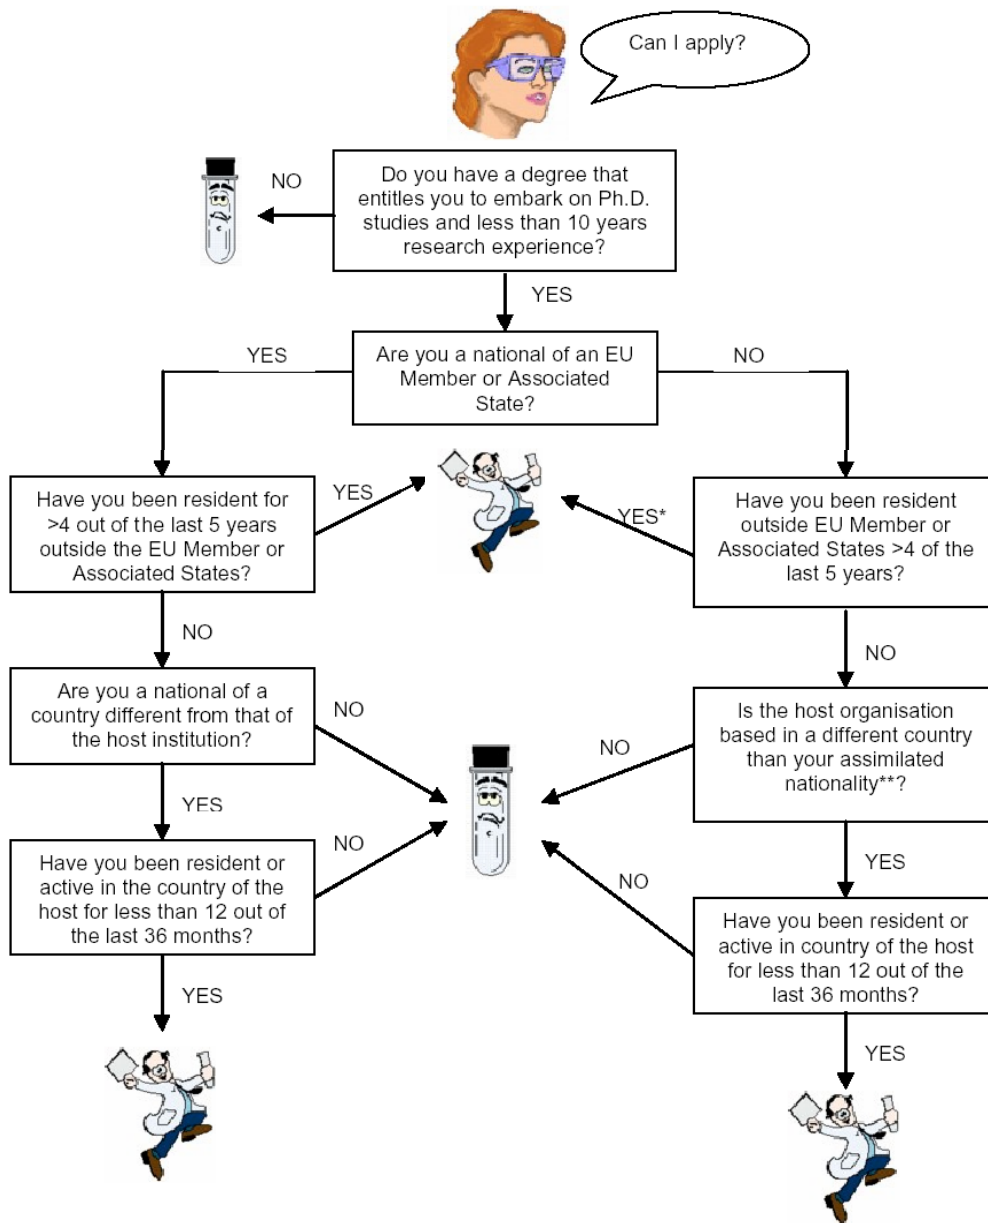 Can I apply?
Do you have a degree that
entitles you to embark on Ph.D.
studies and less than 10 years
research experience?
NO
YES
Are you a national of an EU
Member or Associated
State?
YES
NO
Have you been resident for
>4 out of the last 5 years
outside the EU Member or
Associated States?
YES
NO
Have you been resident
outside EU Member or
Associated States >4 of the
last 5 years?
YES*
NO
Are you a national of a
country different from that of
the host institution?
NO
YES
Is the host organisation
based in a different country
than your assimilated
nationality**?
NO
YES
Have you been resident or
active in the country of the
host for less than 12 out of
the last 36 months?
NO
YES
Have you been resident or
active in country of the host
for less than 12 out of the
last 36 months?
NO
YES